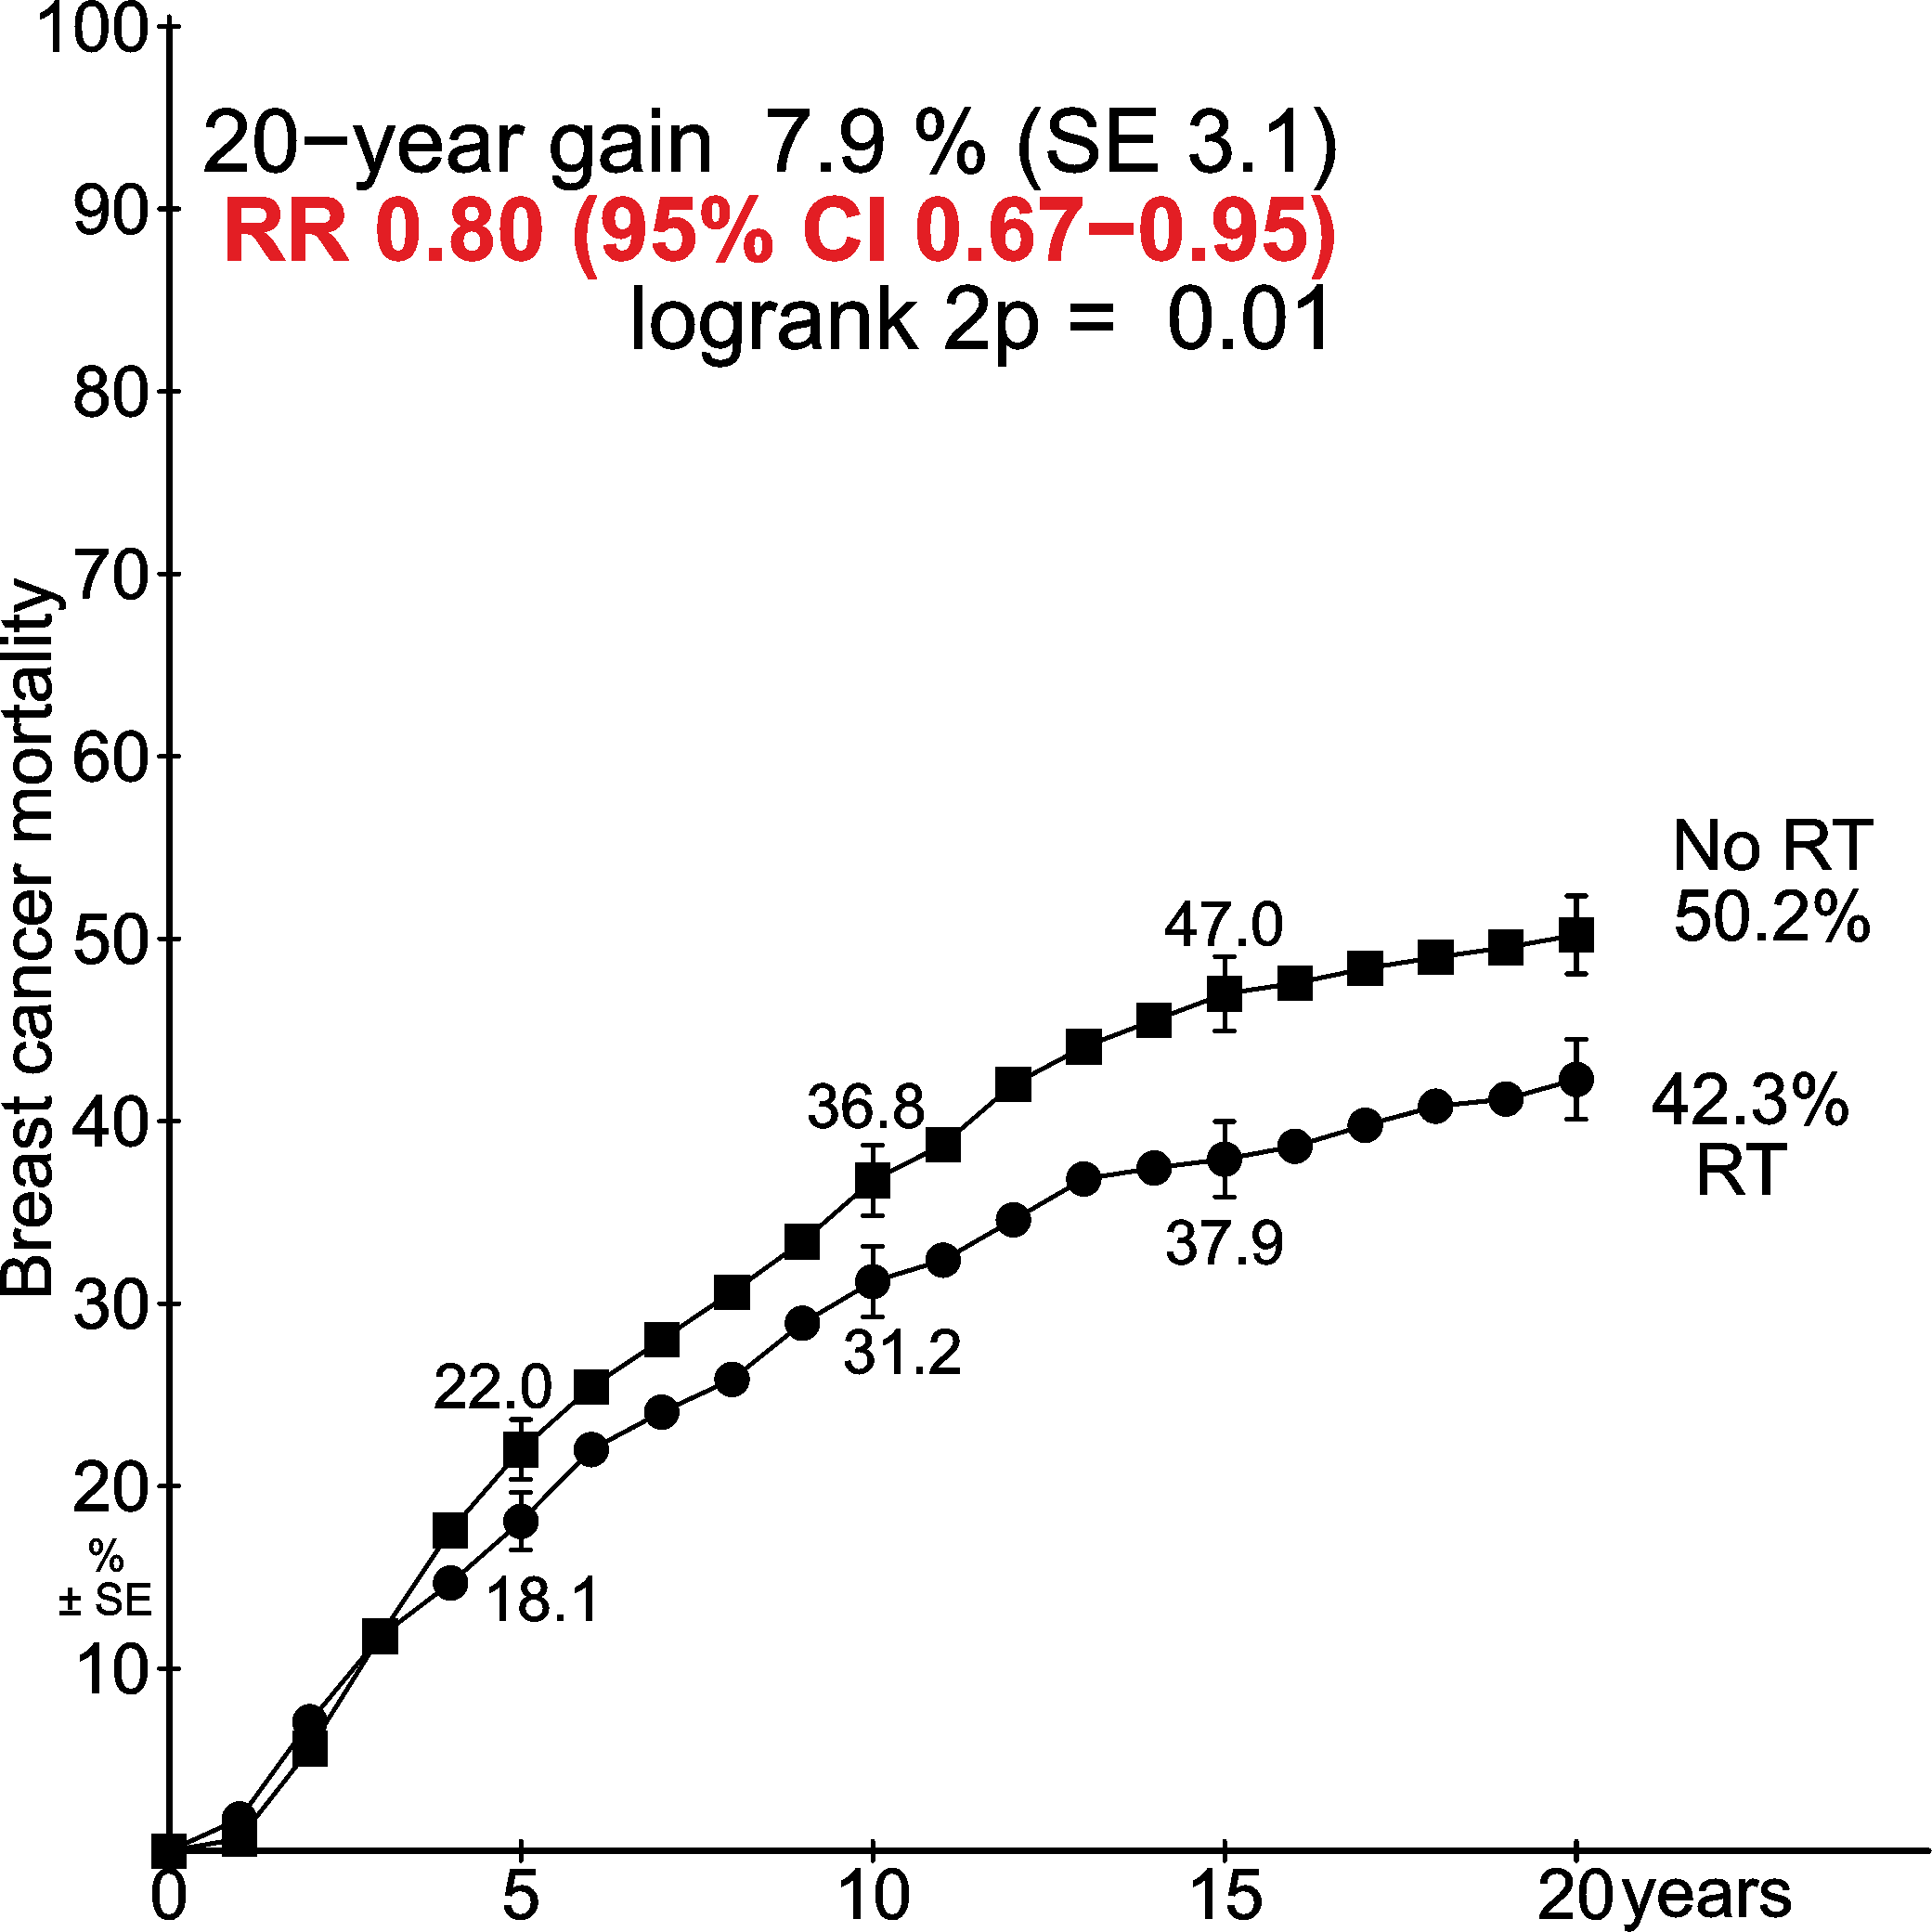 100
20−year gain 7.9 % (SE 3.1)
90
RR 0.80 (95% CI 0.67−0.95)
logrank 2p = 0.01
80
70
60
50
40
30
20
%
± SE
10
Breast cancer mortality
No RT
50.2%
47.0
36.8
42.3%
RT
37.9
31.2
22.0
18.1
0
5
10
15
20 years